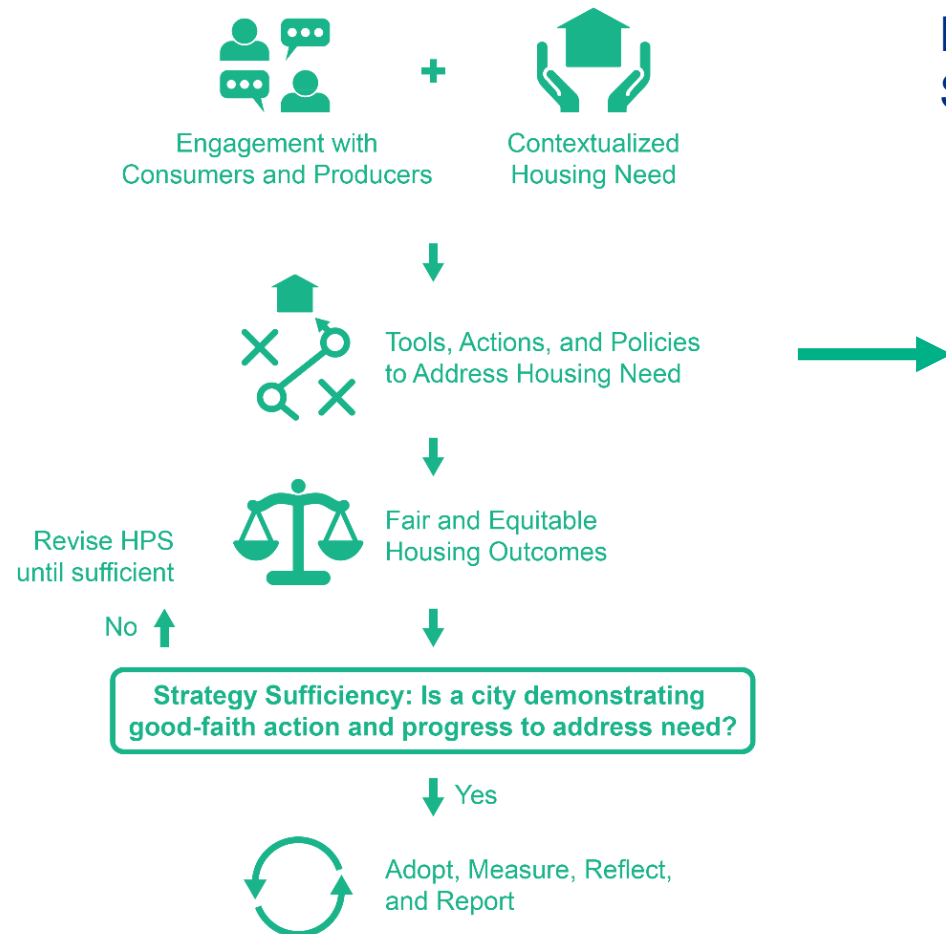 Engagement with
Consumers and Producers
+
Contextualized
Housing Need
Tools, Actions, and Policies
to Address Housing Need
Fair and Equitable
Housing Outcomes
Revise HPS
until sufficient
No
Strategy Sufficiency: Is a city demonstrating
good-faith action and progress to address need?
Yes
Adopt, Measure, Reflect,
and Report